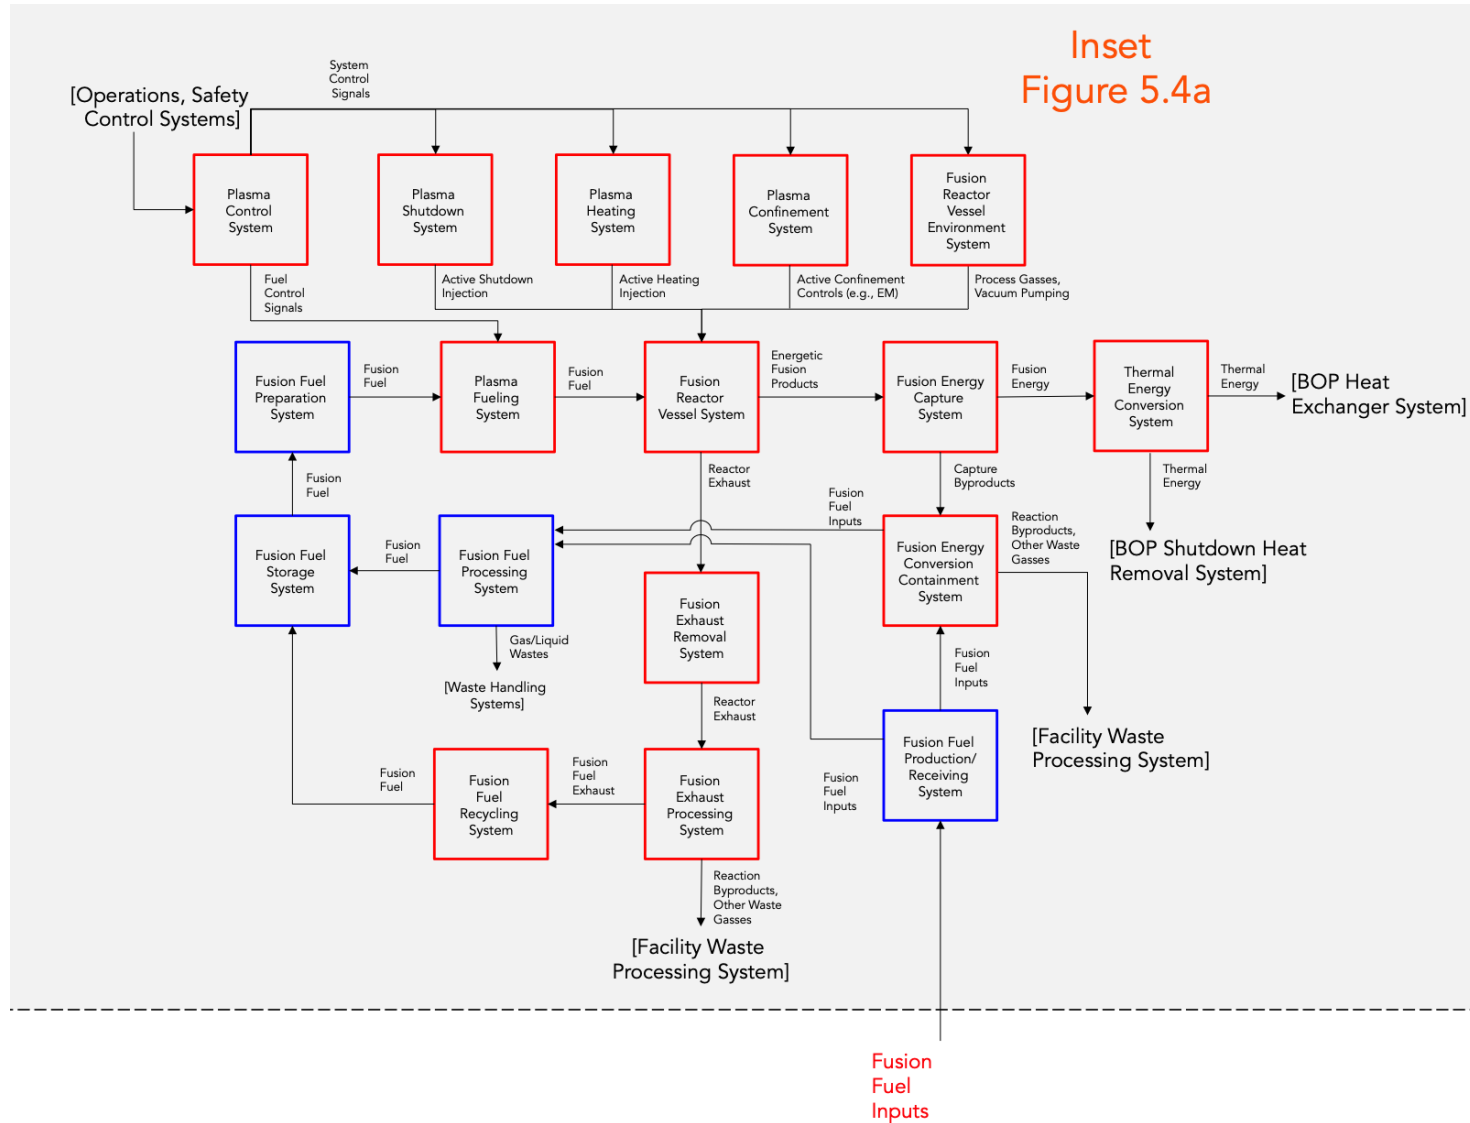 Inset
Figure 5.4a
System
Control
Signals
[Operations, Safety
Control Systems]
Plasma
Control
System
Plasma
Shutdown
System
Plasma
Heating
System
Plasma
Confinement
System
Fusion
Reactor
Vessel
Environment
System
Fuel
Control
Signals
Active Shutdown
Injection
Active Heating
Injection
Active Confinement
Controls (e.g., EM)
Process Gasses,
Vacuum Pumping
Fusion Fuel
Preparation
System
Fusion
Fuel
Plasma
Fueling
System
Fusion
Fuel
Fusion
Reactor
Vessel System
Energetic
Fusion
Products
Fusion Energy
Capture
System
Fusion
Energy
Thermal
Energy
Conversion
System
Thermal
Energy
[BOP Heat
Exchanger System]
Fusion
Fuel
Reactor
Exhaust
Capture
Byproducts
Thermal
Energy
Fusion Fuel
Storage
System
Fusion
Fuel
Fusion Fuel
Processing
System
Fusion
Fuel
Inputs
Fusion Energy
Conversion
Containment
System
Reaction
Byproducts,
Other Waste
Gasses
[BOP Shutdown Heat
Removal System]
Fusion
Exhaust
Removal
System
Gas/Liquid
Wastes
[Waste Handling
Systems]
Fusion
Fuel
Inputs
Reactor
Exhaust
Fusion
Fuel
Fusion
Fuel
Recycling
System
Fusion
Fuel
Exhaust
Fusion
Exhaust
Processing
System
Fusion
Fuel
Inputs
Fusion Fuel
Production/
Receiving
System
[Facility Waste
Processing System]
Reaction
Byproducts,
Other Waste
Gasses
[Facility Waste
Processing System]
Fusion
Fuel
Inputs